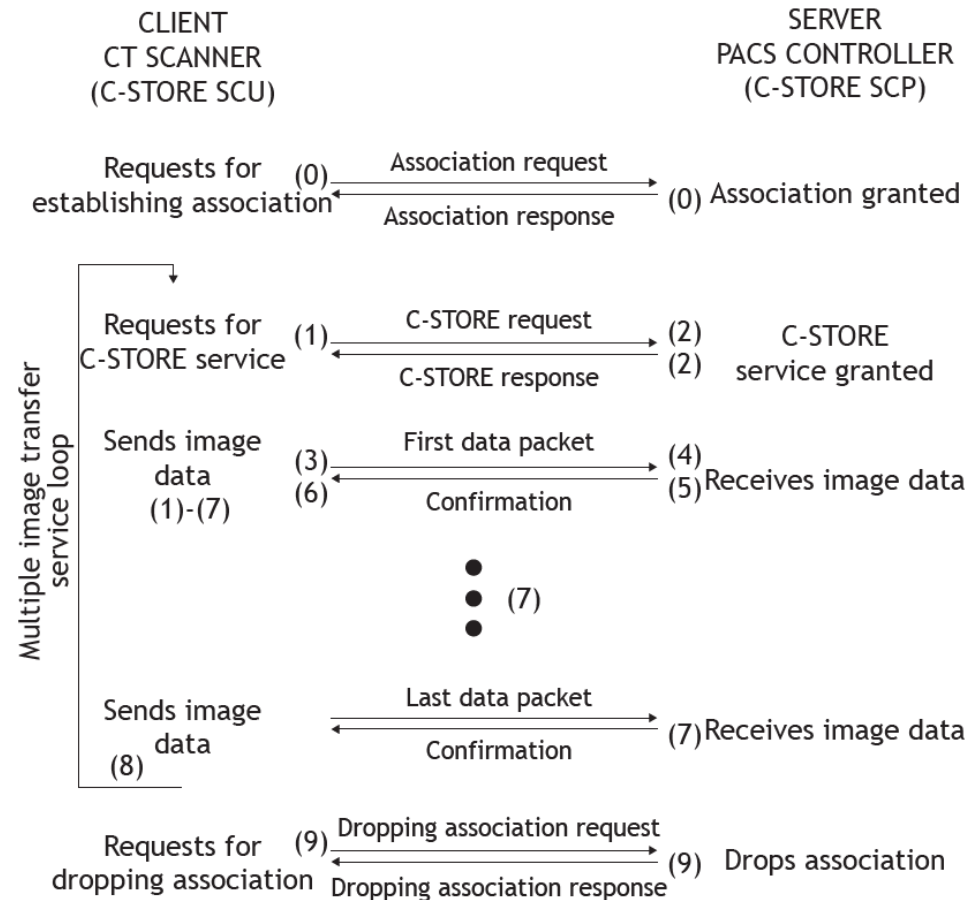 CLIENT
CT SCANNER
(C-STORE SCU)
SERVER
PACS CONTROLLER
(C-STORE SCP)
Requests for
establishing association
(0)
Association request
Association response
(0)
Association granted
Multiple image transfer
service loop
Requests for
C-STORE service
(1)
C-STORE request
C-STORE response
(2)
(2)
C-STORE
service granted
Sends image
data
(1)-(7)
(3)
(6)
First data packet
Confirmation
(4)
(5)
Receives image data
(7)
Sends image
data
(8)
Last data packet
Confirmation
(7)
Receives image data
Requests for
dropping association
(9)
Dropping association request
Dropping association response
(9)
Drops association